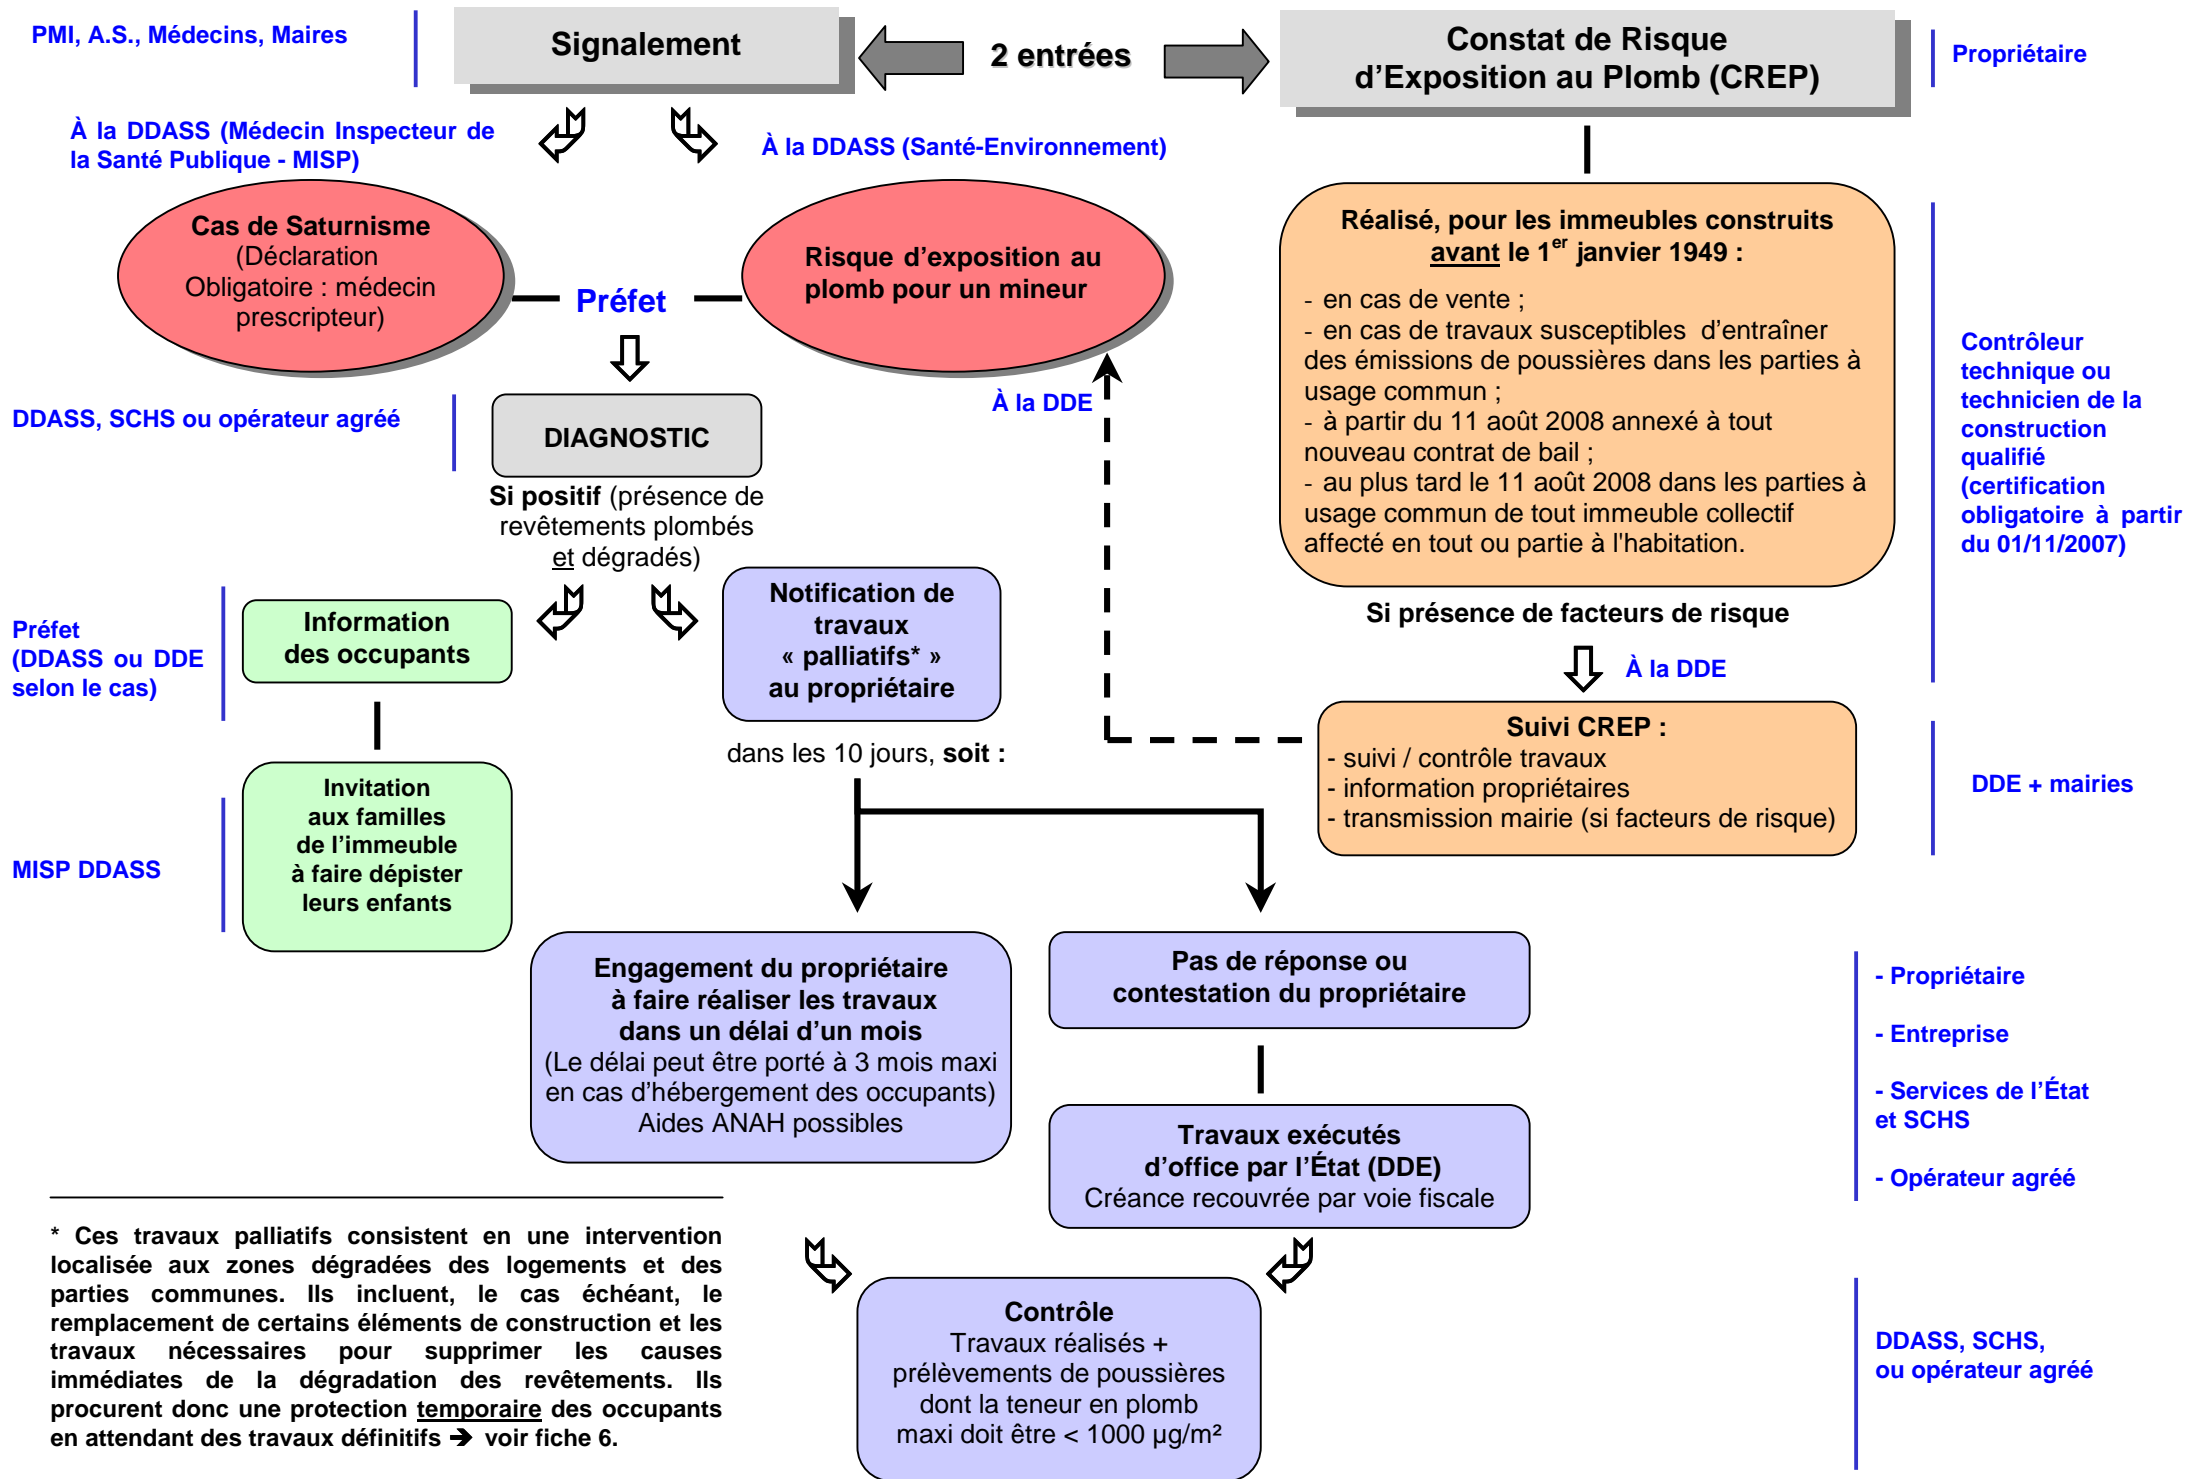 PMI, A.S., Médecins, Maires
Signalement
2 entrées
Constat de Risque
d’Exposition au Plomb (CREP)
Propriétaire
À la DDASS (Médecin Inspecteur de
la Santé Publique - MISP)
À la DDASS (Santé-Environnement)
Cas de Saturnisme
(Déclaration
Obligatoire : médecin
prescripteur)
Préfet
Risque d’exposition au
plomb pour un mineur
Réalisé, pour les immeubles construits
avant le 1er janvier 1949 :
- en cas de vente ;
- en cas de travaux susceptibles d’entraîner
des émissions de poussières dans les parties à
usage commun ;
- à partir du 11 août 2008 annexé à tout
nouveau contrat de bail ;
- au plus tard le 11 août 2008 dans les parties à
usage commun de tout immeuble collectif
affecté en tout ou partie à l'habitation.
Contrôleur
technique ou
technicien de la
construction
qualifié
(certification
obligatoire à partir
du 01/11/2007)
À la DDE
DDASS, SCHS ou opérateur agréé
DIAGNOSTIC
Si positif (présence de
revêtements plombés
et dégradés)
Préfet
(DDASS ou DDE
selon le cas)
Information
des occupants
Notification de
travaux
« palliatifs* »
au propriétaire
Si présence de facteurs de risque
À la DDE
Suivi CREP :
- suivi / contrôle travaux
- information propriétaires
- transmission mairie (si facteurs de risque)
DDE + mairies
dans les 10 jours, soit :
MISP DDASS
Invitation
aux familles
de l’immeuble
à faire dépister
leurs enfants
Engagement du propriétaire
à faire réaliser les travaux
dans un délai d’un mois
(Le délai peut être porté à 3 mois maxi
en cas d’hébergement des occupants)
Aides ANAH possibles
Pas de réponse ou
contestation du propriétaire
Travaux exécutés
d’office par l’État (DDE)
Créance recouvrée par voie fiscale
- Propriétaire
- Entreprise
- Services de l’État
et SCHS
- Opérateur agréé
* Ces travaux palliatifs consistent en une intervention
localisée aux zones dégradées des logements et des
parties communes. Ils incluent, le cas échéant, le
remplacement de certains éléments de construction et les
travaux nécessaires pour supprimer les causes
immédiates de la dégradation des revêtements. Ils
procurent donc une protection temporaire des occupants
en attendant des travaux définitifs ➔ voir fiche 6.
Contrôle
Travaux réalisés +
prélèvements de poussières
dont la teneur en plomb
maxi doit être < 1000 µg/m²
DDASS, SCHS,
ou opérateur agréé